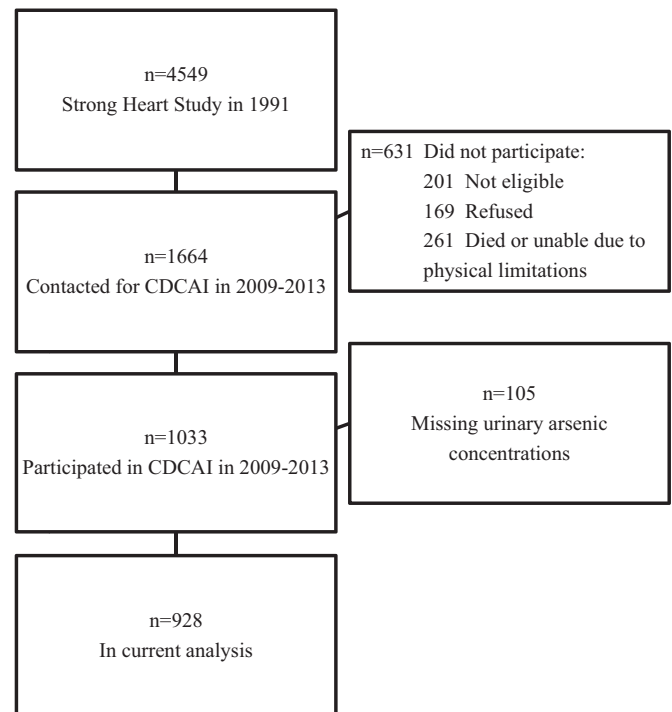 n=4549
Strong Heart Study in 1991
n=631 Did not participate:
201 Not eligible
169 Refused
261 Died or unable due to
physical limitations
n=1664
Contacted for CDCAI in 2009-2013
n=105
Missing urinary arsenic
concentrations
n=1033
Participated in CDCAI in 2009-2013
n=928
In current analysis